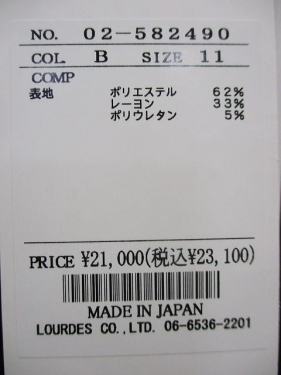 NO. 02-582490
COL. B SIZE 11
COMP
表地 ポリエステル 62%
レーヨン 33%
ポリウレタン 5%
PRICE ¥21,000(税込¥23,100)
MADE IN JAPAN
LOURDES CO.,LTD. 06-6536-2201